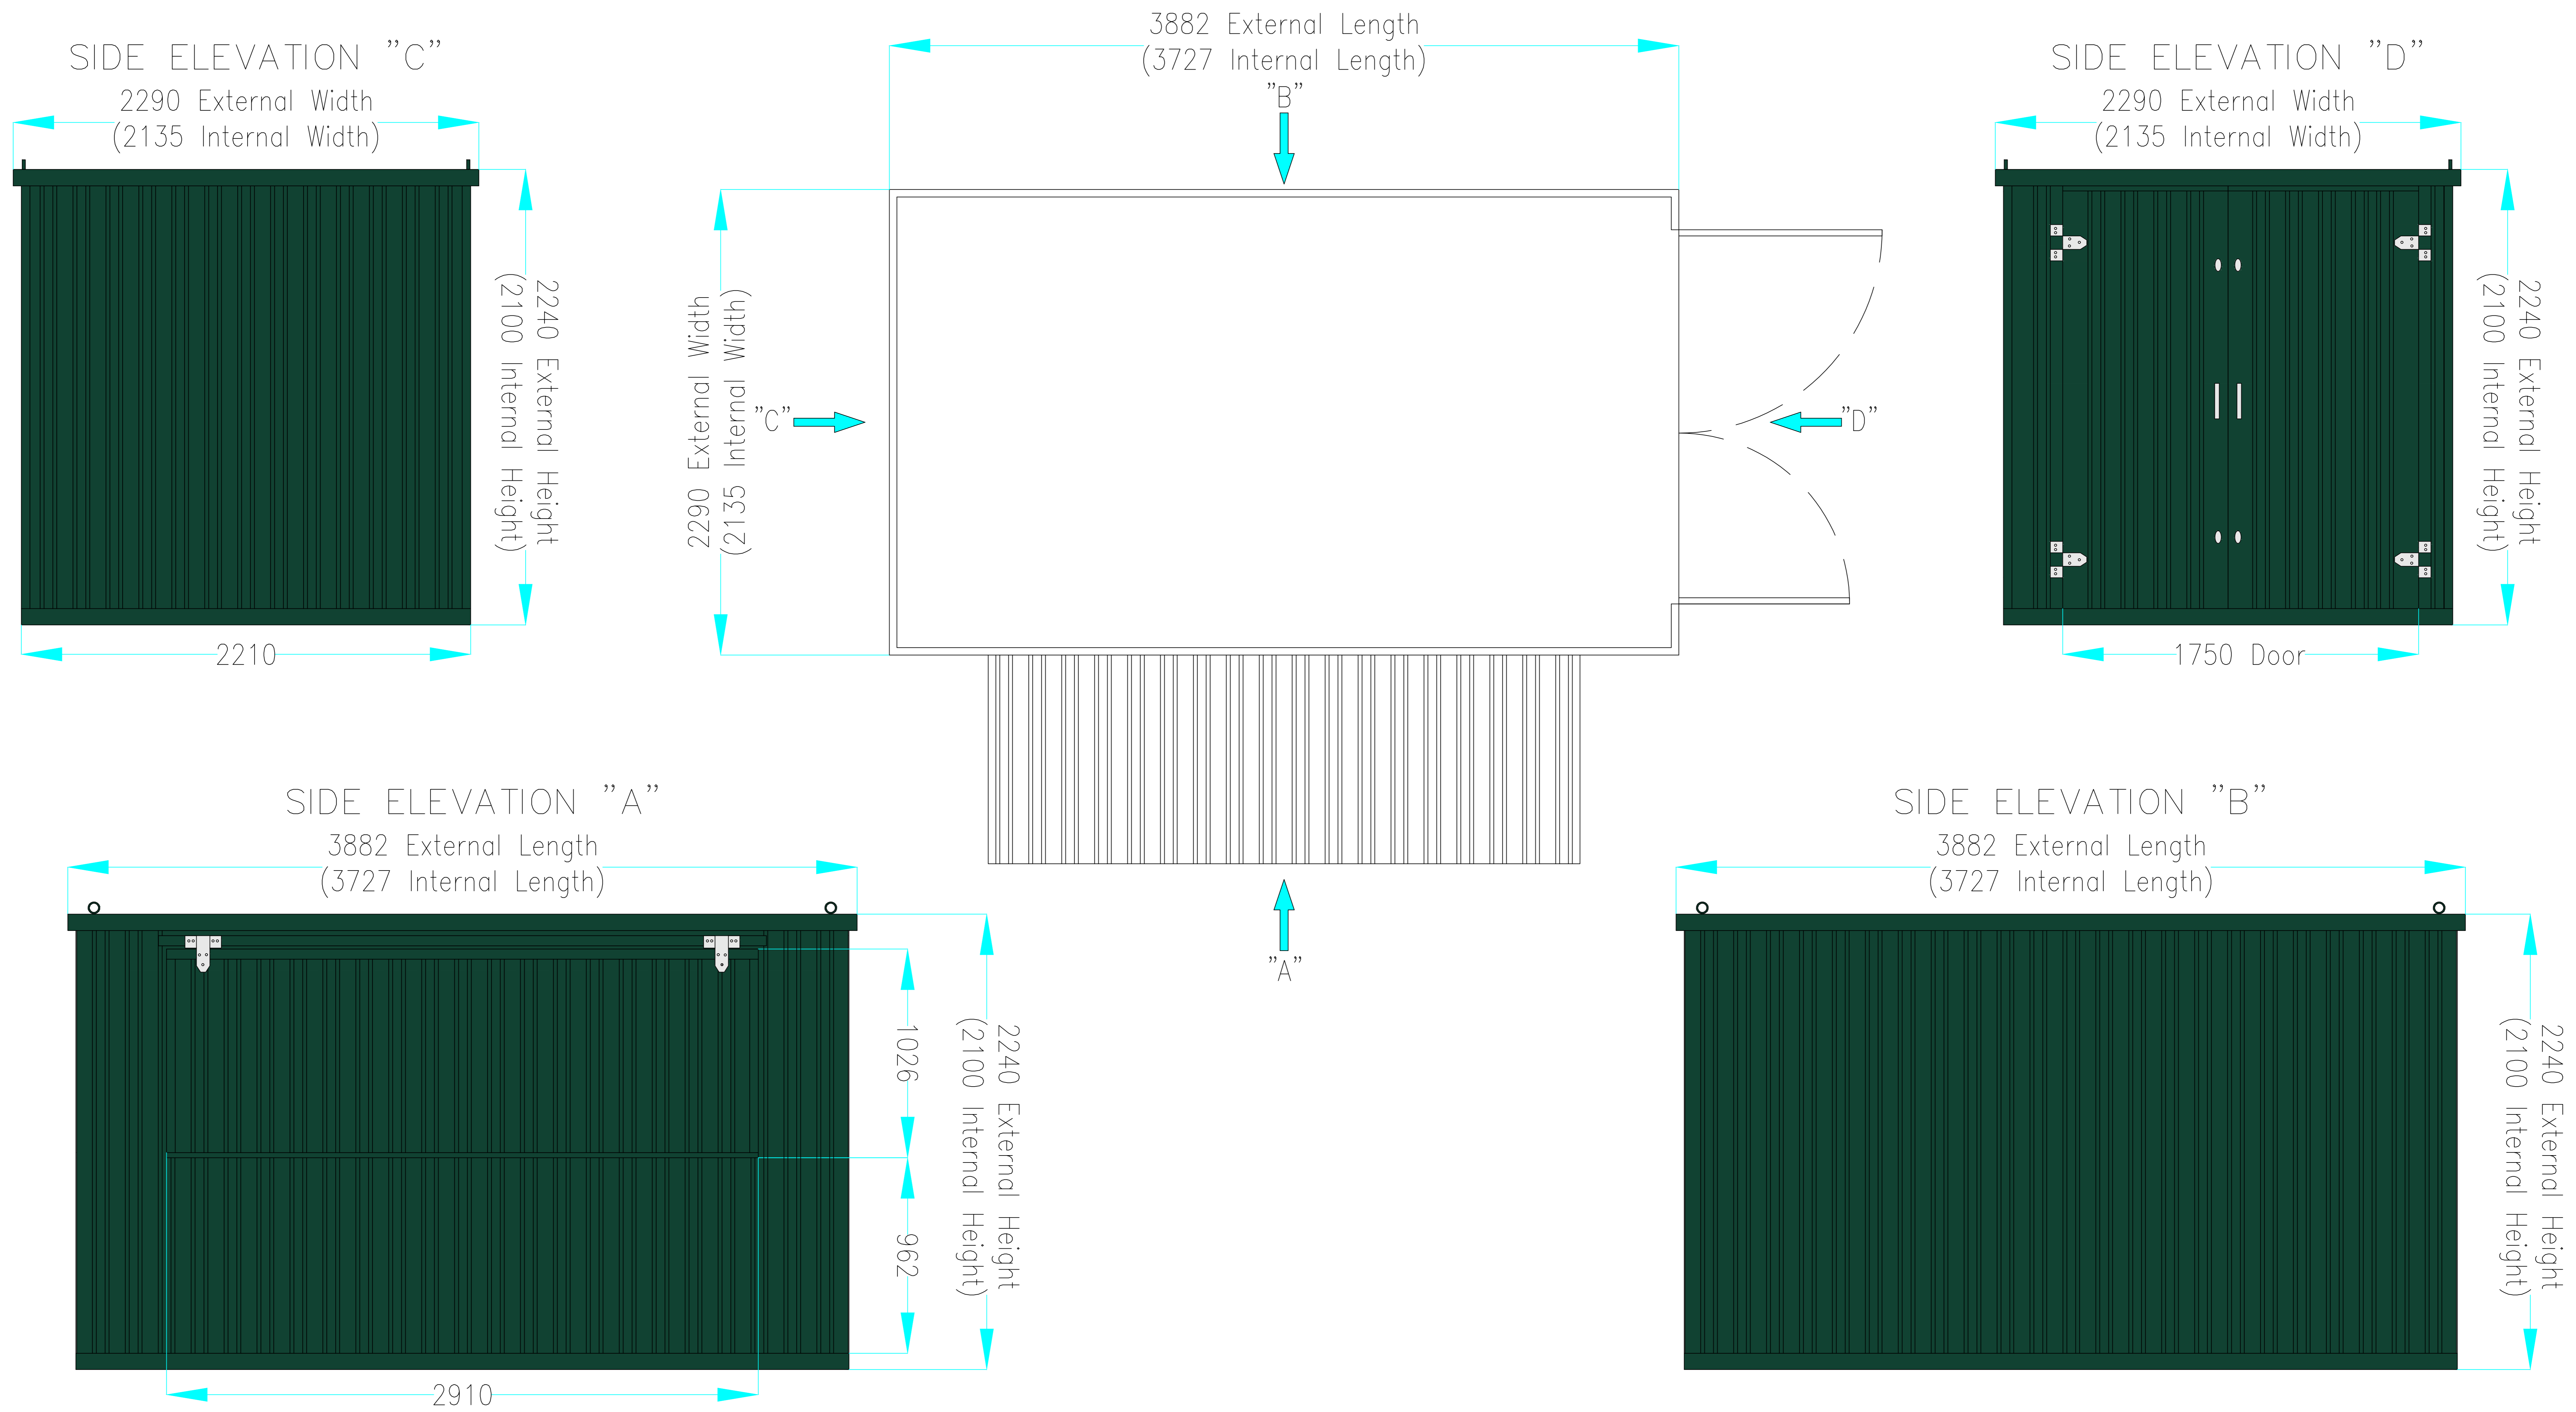 SIDE ELEVATION "C"
2290 External Width
(2135 Internal Width)
2240 External Height
(2100 Internal Height)
2210
3882 External Length
(3727 Internal Length)
"B"
2290 External Width
(2135 Internal Width)
"C"
"D"
"A"
SIDE ELEVATION "D"
2290 External Width
(2135 Internal Width)
2240 External Height
(2100 Internal Height)
1750 Door
SIDE ELEVATION "A"
3882 External Length
(3727 Internal Length)
1026
962
2240 External Height
(2100 Internal Height)
2910
SIDE ELEVATION "B"
3882 External Length
(3727 Internal Length)
2240 External Height
(2100 Internal Height)